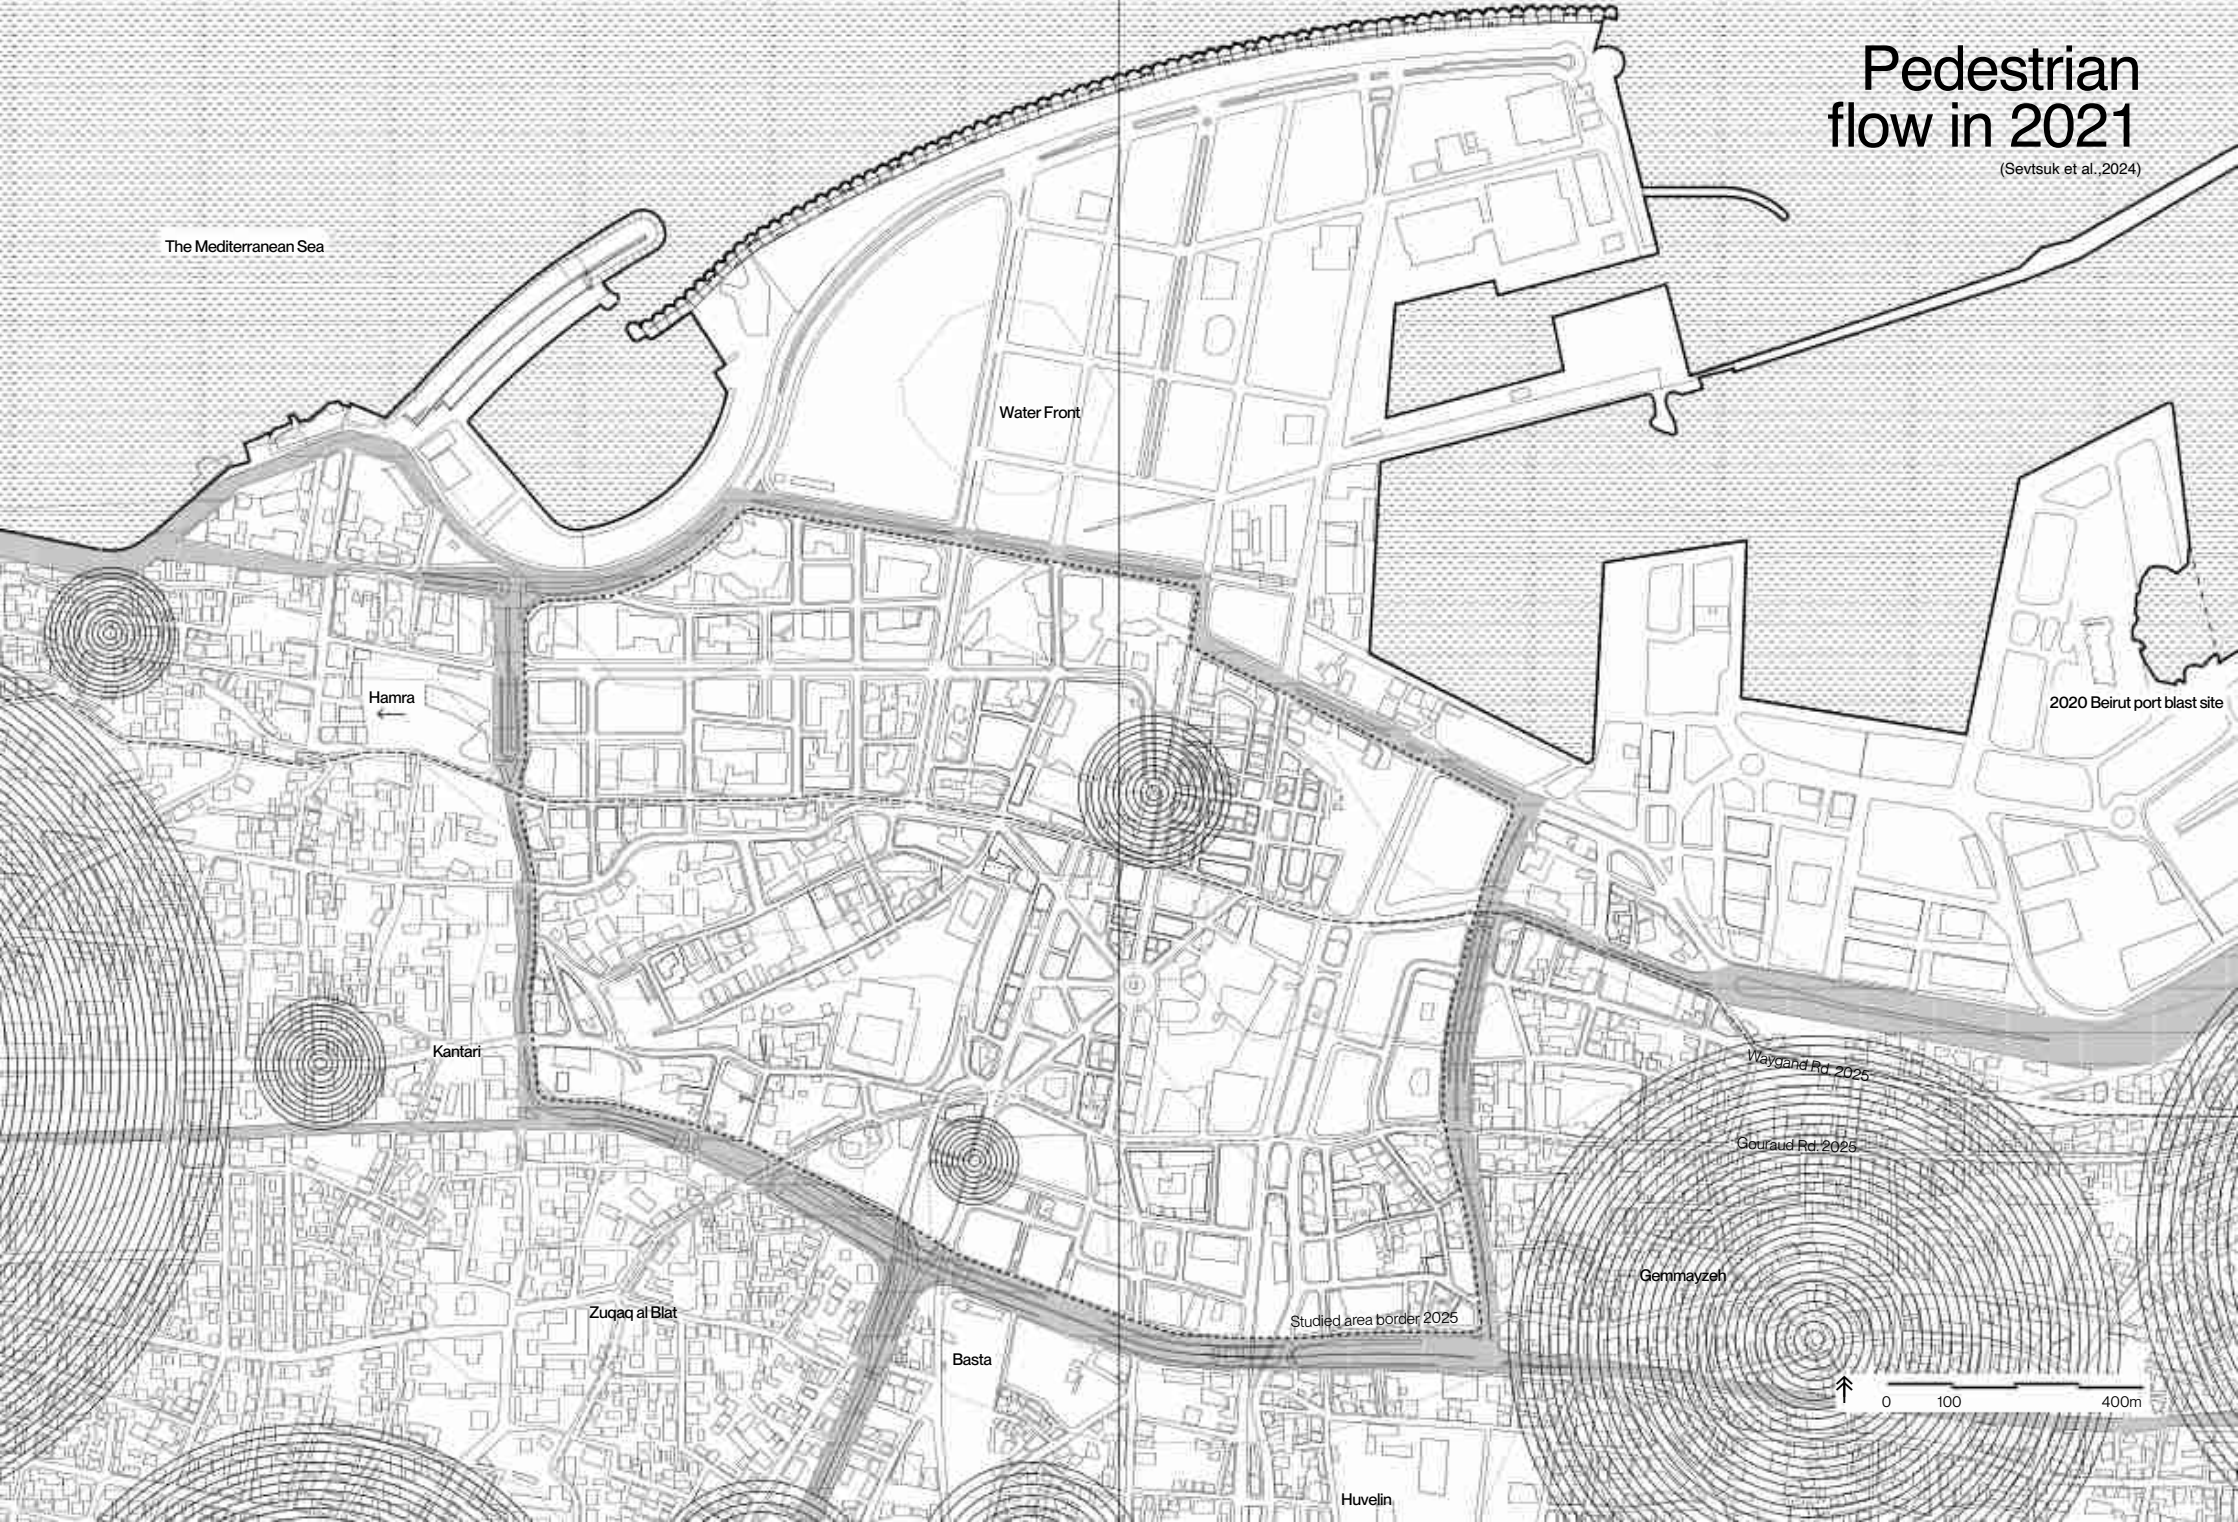 Pedestrian
flow in 2021
(Sevtsuk et al.,2024)
The Mediterranean Sea
Water Front
Hamra
2020 Beirut port blast site
Kantari
Waygand Rd. 2025
Gouraud Rd. 2025
Gemmayzeh
Zuqaq al Blat
Studied area border 2025
Basta
0 100 400m
Huvelin